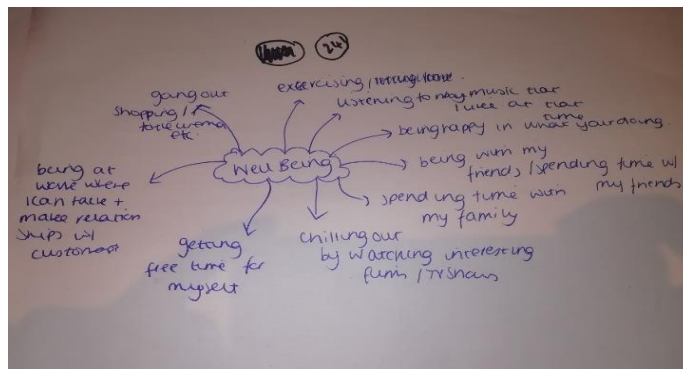 24
going out
shopping /
to the cinema
etc.
exercising /
listening to music that
I like at that
time
being happy in what your doing.
being with my
friends / spending time w/
my friends
spending time with
my family
chilling out
by watching interesting
films / TV shows
getting
free time for
myself
being at
work where
I can talk +
make relation
ships w/
customers
Well Being